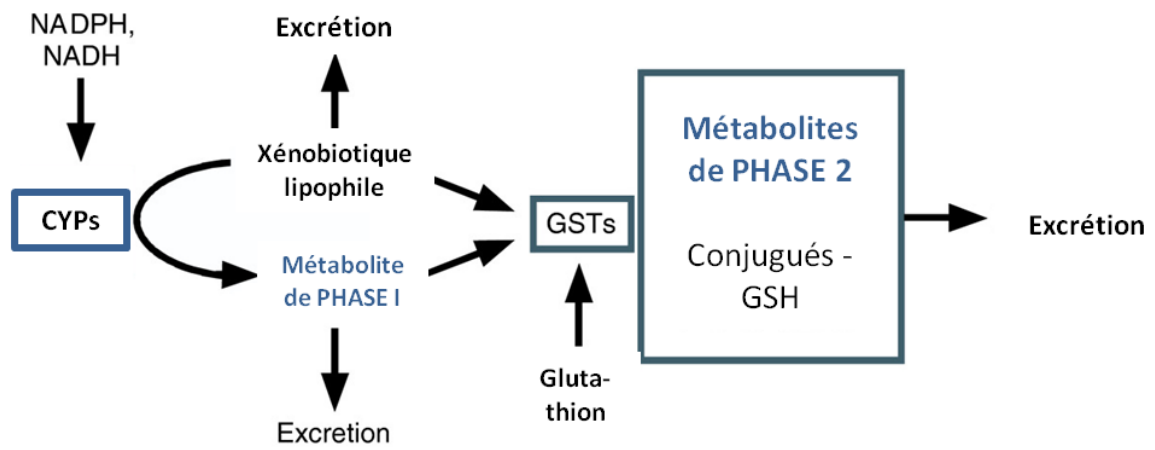 NADPH,
NADH
Excrétion
Xénobiotique
lipophile
CYPs
Métabolite
de PHASE I
Excretion
GSTs
Gluta-
thion
Métabolites
de PHASE 2
Conjugués -
GSH
Excrétion